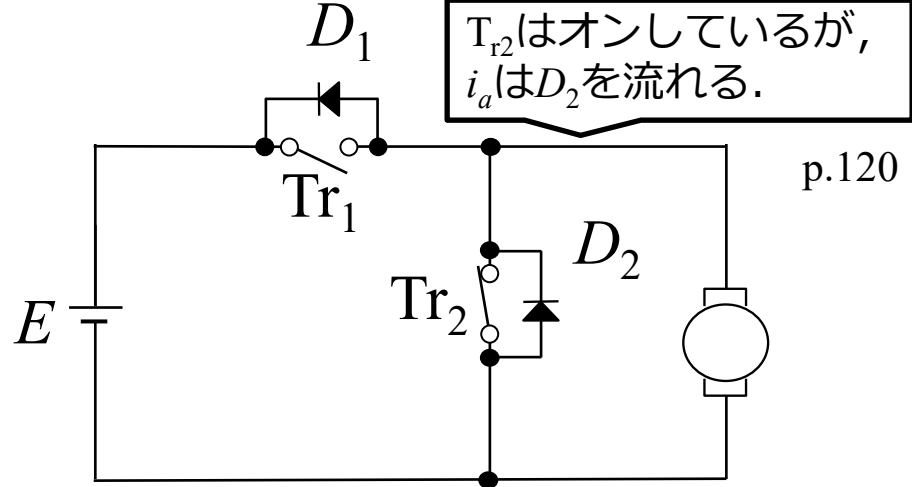 D₁
Tᵣ₂はオンしているが，
iₐはD₂を流れる．
p.120
Tr₁
D₂
Tr₂
E